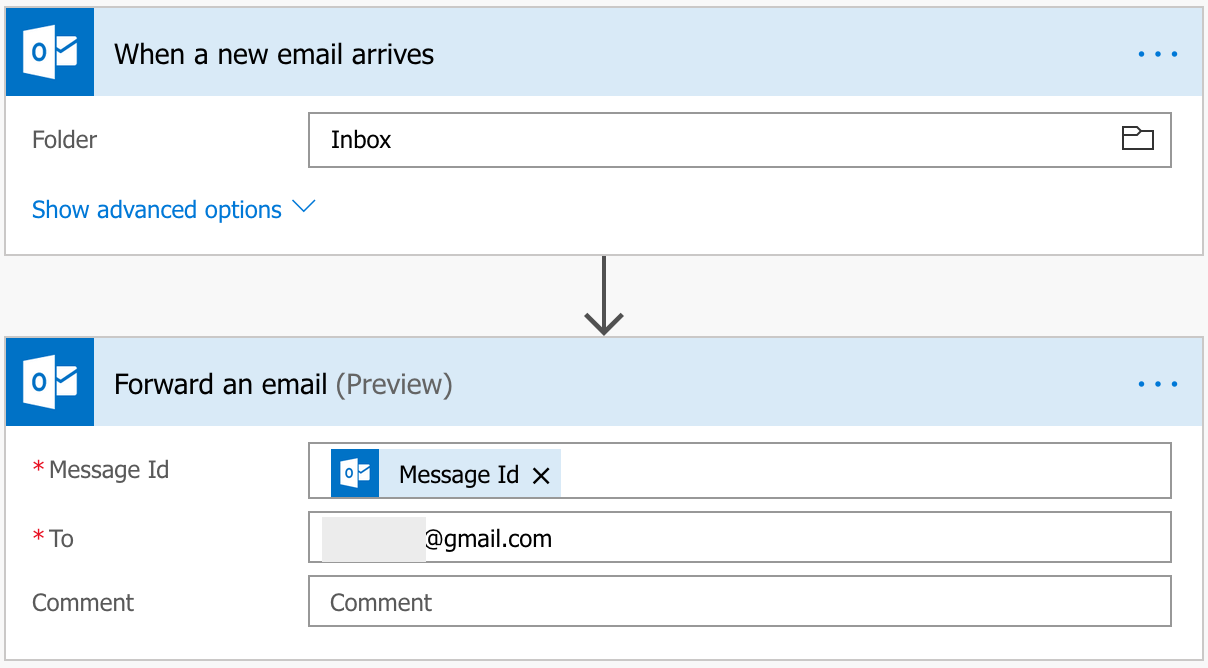 When a new email arrives
Folder
Inbox
Show advanced options
Forward an email (Preview)
* Message Id
Message Id
* To
@gmail.com
Comment
Comment